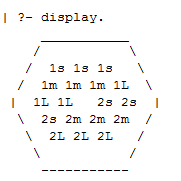 | ?- display.
1s 1s 1s
1m 1m 1m 1L
1L 1L 2s 2s
2s 2m 2m 2m
2L 2L 2L